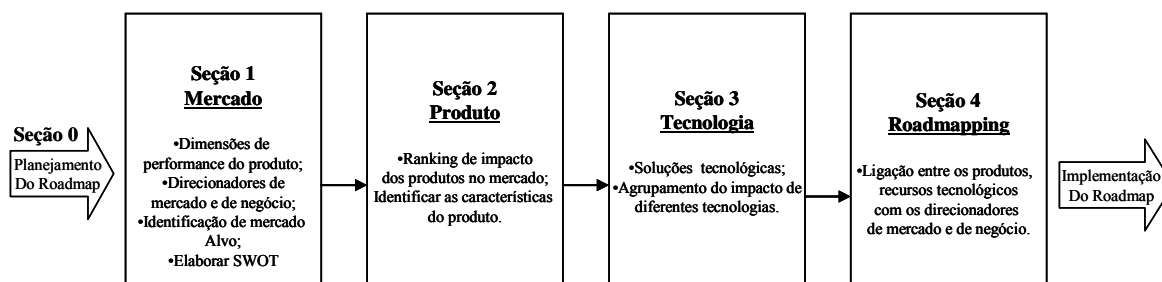 Seção 0
Planejamento
Do Roadmap
Seção 1
Mercado
•Dimensões de
performance do produto;
•Direcionadores de
mercado e de negócio;
•Identificação de mercado
Alvo;
•Elaborar SWOT
Seção 2
Produto
•Ranking de impacto
dos produtos no mercado;
Identificar as características
do produto.
Seção 3
Tecnologia
•Soluções tecnológicas;
•Agrupamento do impacto de
diferentes tecnologias.
Seção 4
Roadmapping
•Ligação entre os produtos,
recursos tecnológicos
com os direcionadores
de mercado e de negócio.
Implementação
Do Roadmap